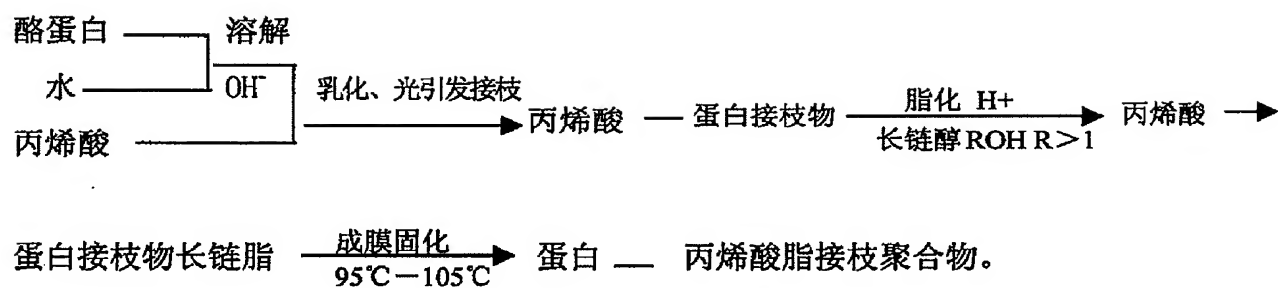 酪蛋白 溶解
水 OH⁻ 乳化、光引发接枝 丙烯酸 — 蛋白接枝物 脂化 H+ 丙烯酸
丙烯酸 长链醇ROH R>1
蛋白接枝物长链脂 成膜固化 蛋白 — 丙烯酸脂接枝聚合物。
95℃-105℃